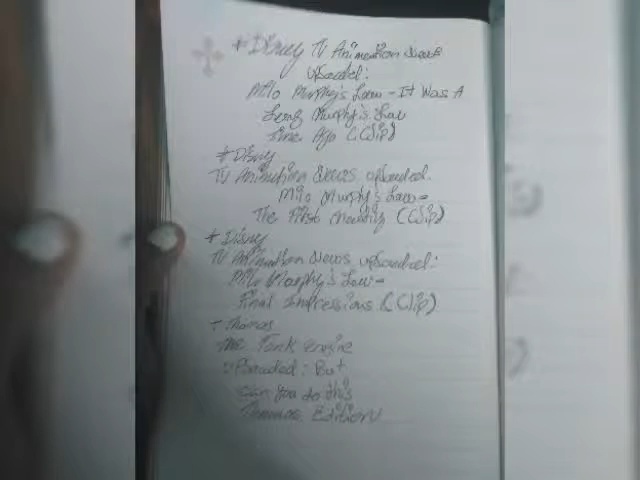 * Disney TV Animation News
uploaded:
Milo Murphy's Law - It Was A
Long Murphy's Law
Time Ago (Clip)
* Disney
TV Animation News uploaded:
Milo Murphy's Law -
The First Meeting (Clip)
* Disney
TV Animation News uploaded:
Milo Murphy's Law -
Final Impressions (Clip)
* Thomas
The Tank Engine
uploaded: But
can you do this
Edition